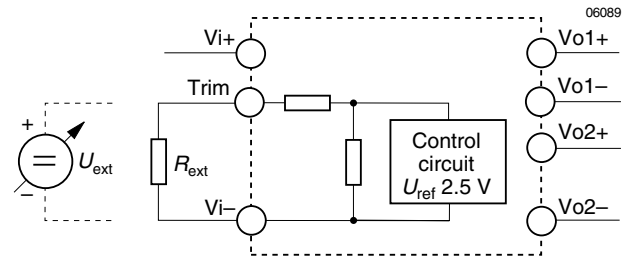 06089
Vi+
Vo1+
Trim
Vo1–
+
Uext
Rext
Control
circuit
Uref 2.5 V
Vo2+
–
Vi–
Vo2–